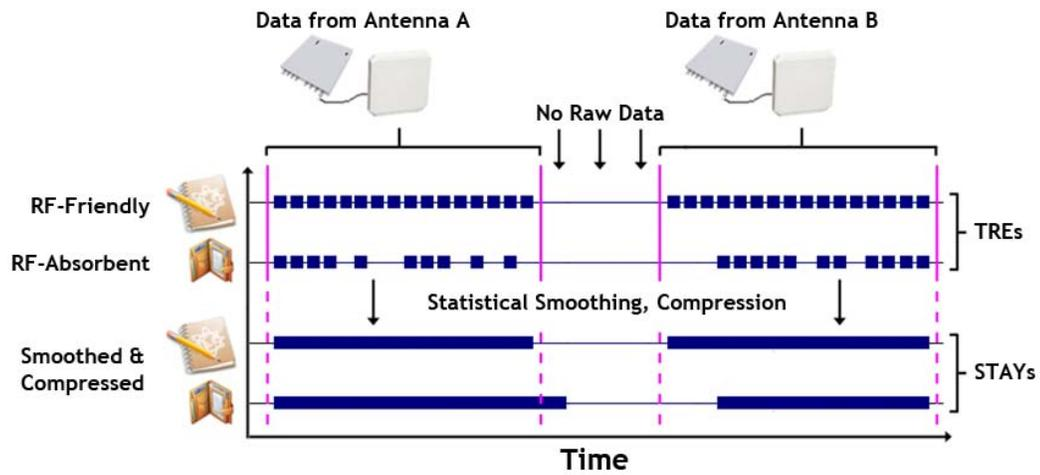 Data from Antenna A
Data from Antenna B
No Raw Data
RF-Friendly
TREs
RF-Absorbent
Statistical Smoothing, Compression
Smoothed &
Compressed
STAYs
Time